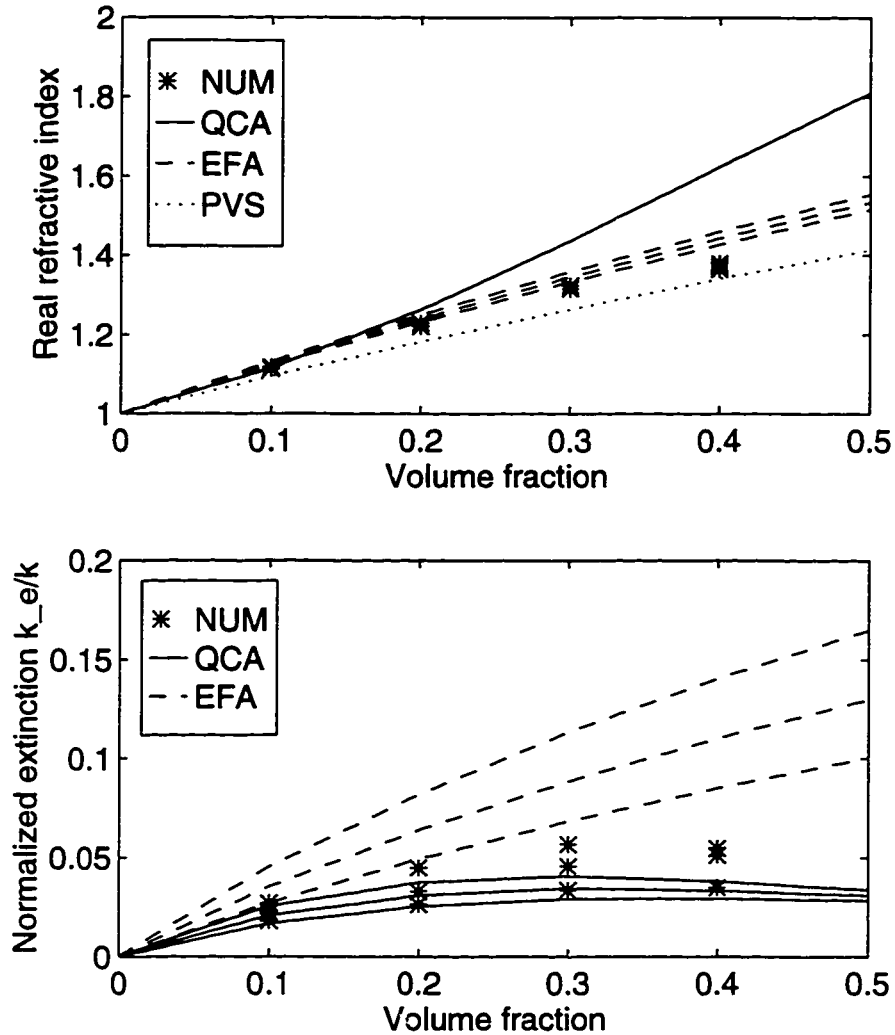 2
1.8
1.6
1.4
1.2
1
Real refractive index
NUM
QCA
EFA
PVS
0 0.1 0.2 0.3 0.4 0.5
Volume fraction
0.2
0.15
0.1
0.05
0
Normalized extinction k_e/k
NUM
QCA
EFA
0 0.1 0.2 0.3 0.4 0.5
Volume fraction